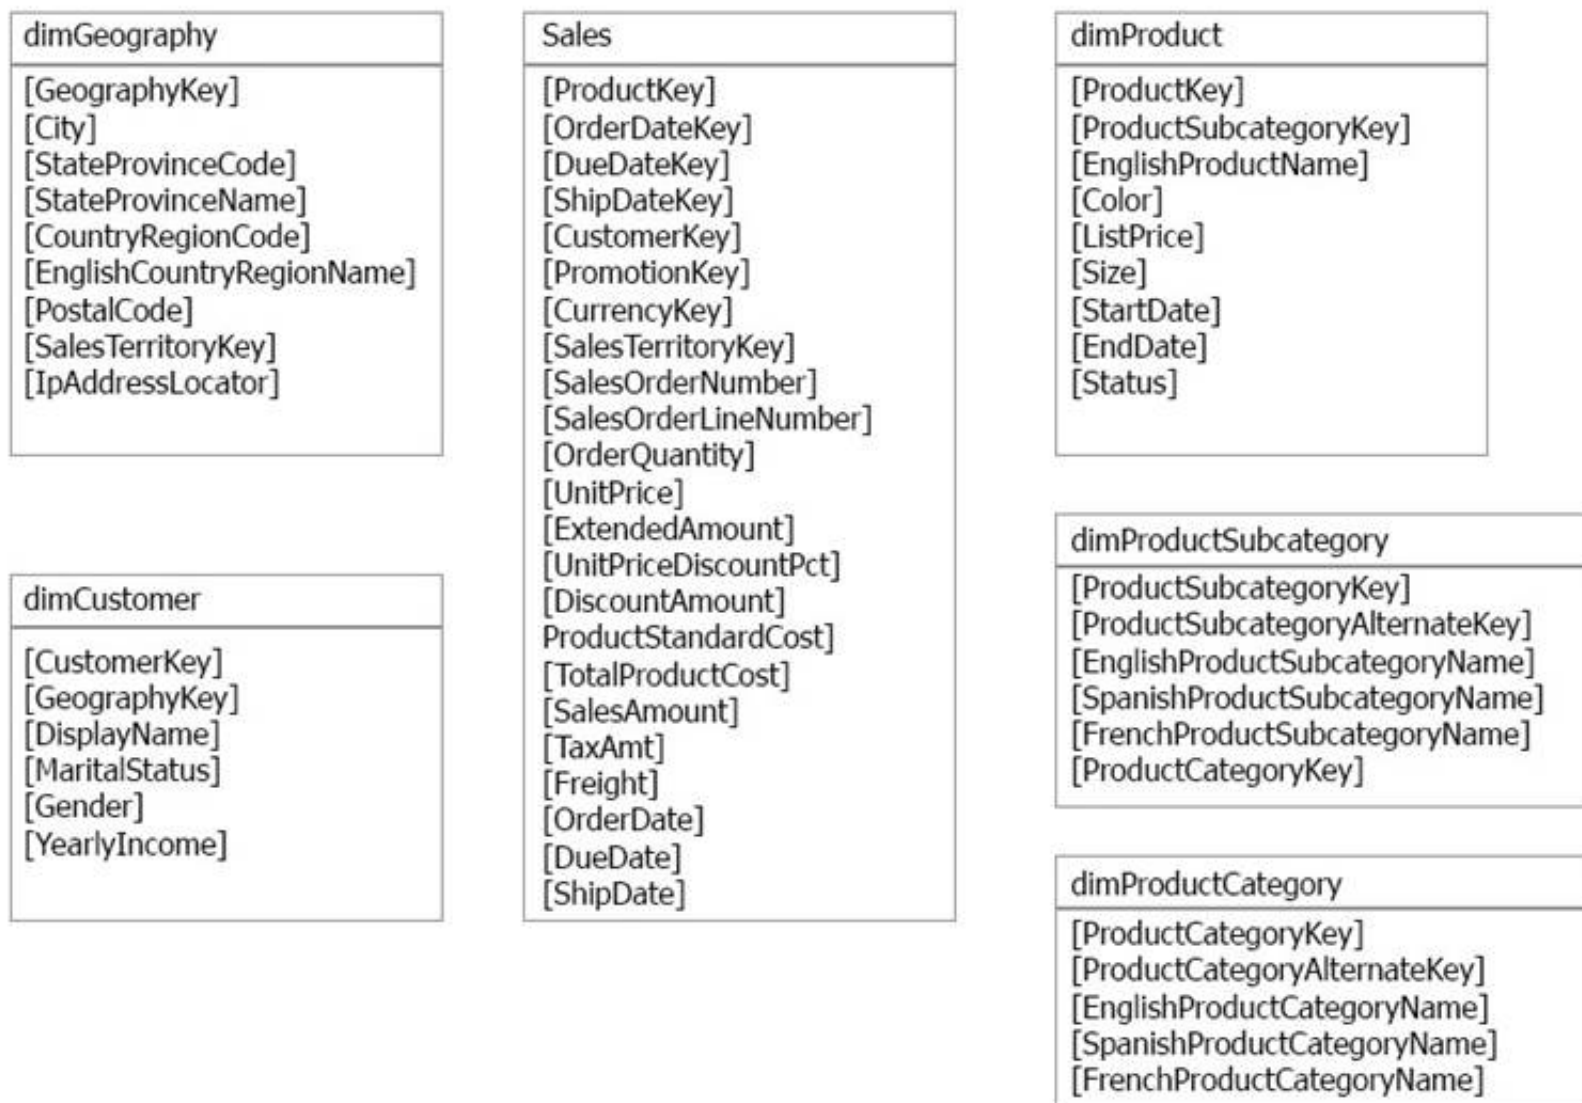 dimGeography
[GeographyKey]
[City]
[StateProvinceCode]
[StateProvinceName]
[CountryRegionCode]
[EnglishCountryRegionName]
[PostalCode]
[SalesTerritoryKey]
[IpAddressLocator]
dimCustomer
[CustomerKey]
[GeographyKey]
[DisplayName]
[MaritalStatus]
[Gender]
[YearlyIncome]
Sales
[ProductKey]
[OrderDateKey]
[DueDateKey]
[ShipDateKey]
[CustomerKey]
[PromotionKey]
[CurrencyKey]
[SalesTerritoryKey]
[SalesOrderNumber]
[SalesOrderLineNumber]
[OrderQuantity]
[UnitPrice]
[ExtendedAmount]
[UnitPriceDiscountPct]
[DiscountAmount]
ProductStandardCost]
[TotalProductCost]
[SalesAmount]
[TaxAmt]
[Freight]
[OrderDate]
[DueDate]
[ShipDate]
dimProduct
[ProductKey]
[ProductSubcategoryKey]
[EnglishProductName]
[Color]
[ListPrice]
[Size]
[StartDate]
[EndDate]
[Status]
dimProductSubcategory
[ProductSubcategoryKey]
[ProductSubcategoryAlternateKey]
[EnglishProductSubcategoryName]
[SpanishProductSubcategoryName]
[FrenchProductSubcategoryName]
[ProductCategoryKey]
dimProductCategory
[ProductCategoryKey]
[ProductCategoryAlternateKey]
[EnglishProductCategoryName]
[SpanishProductCategoryName]
[FrenchProductCategoryName]